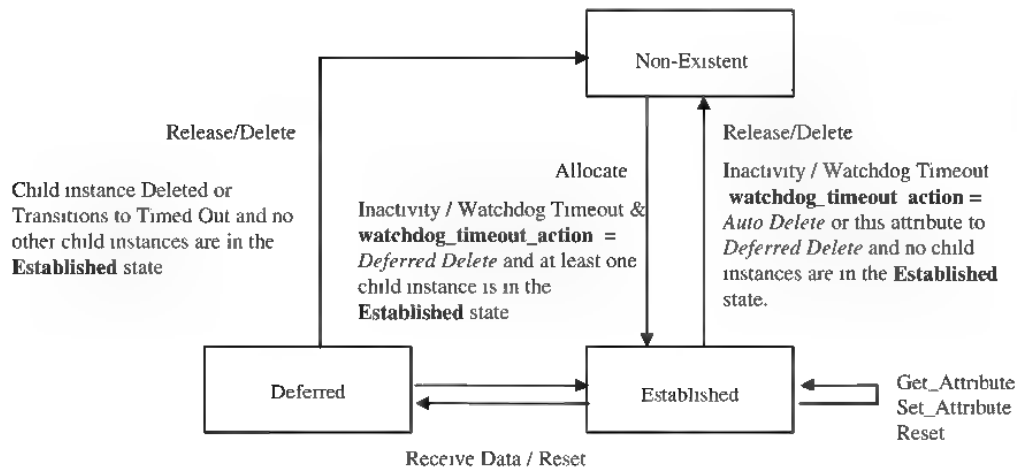 Non-Existent
Release/Delete
Child instance Deleted or
Transitions to Timed Out and no
other child instances are in the
Established state
Allocate
Inactivity / Watchdog Timeout &
watchdog_timeout_action =
Deferred Delete and at least one
child instance is in the
Established state
Release/Delete
Inactivity / Watchdog Timeout
watchdog_timeout_action =
Auto Delete or this attribute to
Deferred Delete and no child
instances are in the Established
state.
Deferred
Established
Get_Attribute
Set_Attribute
Reset
Receive Data / Reset